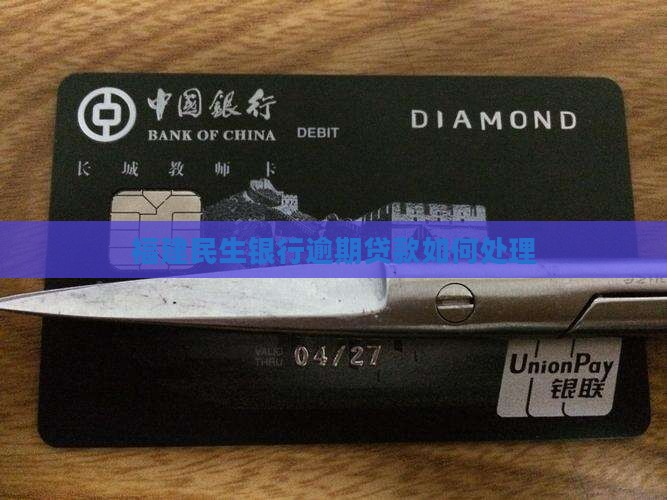 中国銀行
BANK OF CHINA
DEBIT
DIAMOND
长城教师卡
福建民生银行逾期贷款如何处理
VALID
THRU
04/27
UnionPay
银联